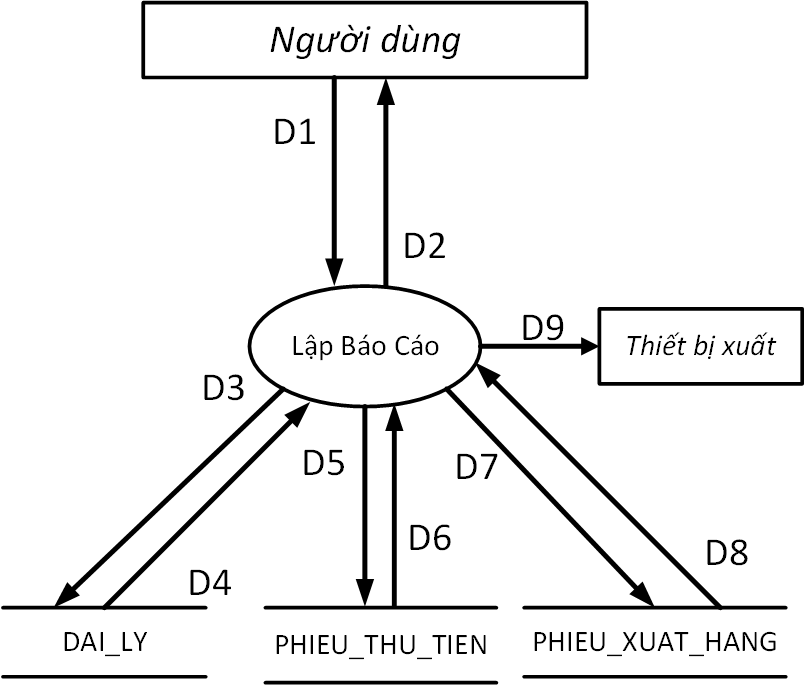 Người dùng
D1
D2
D9
Lập Báo Cáo
Thiết bị xuất
D3
D5
D7
D6
D8
D4
DAI_LY
PHIEU_THU_TIEN
PHIEU_XUAT_HANG